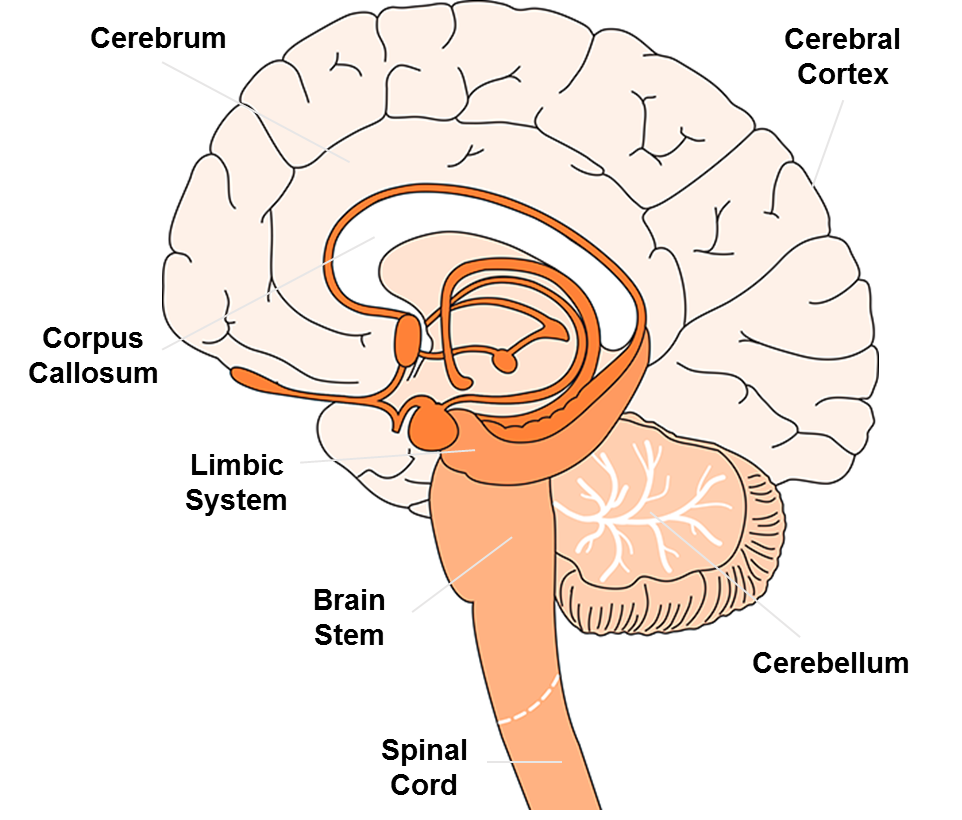 Cerebrum
Cerebral
Cortex
Corpus
Callosum
Limbic
System
Brain
Stem
Cerebellum
Spinal
Cord